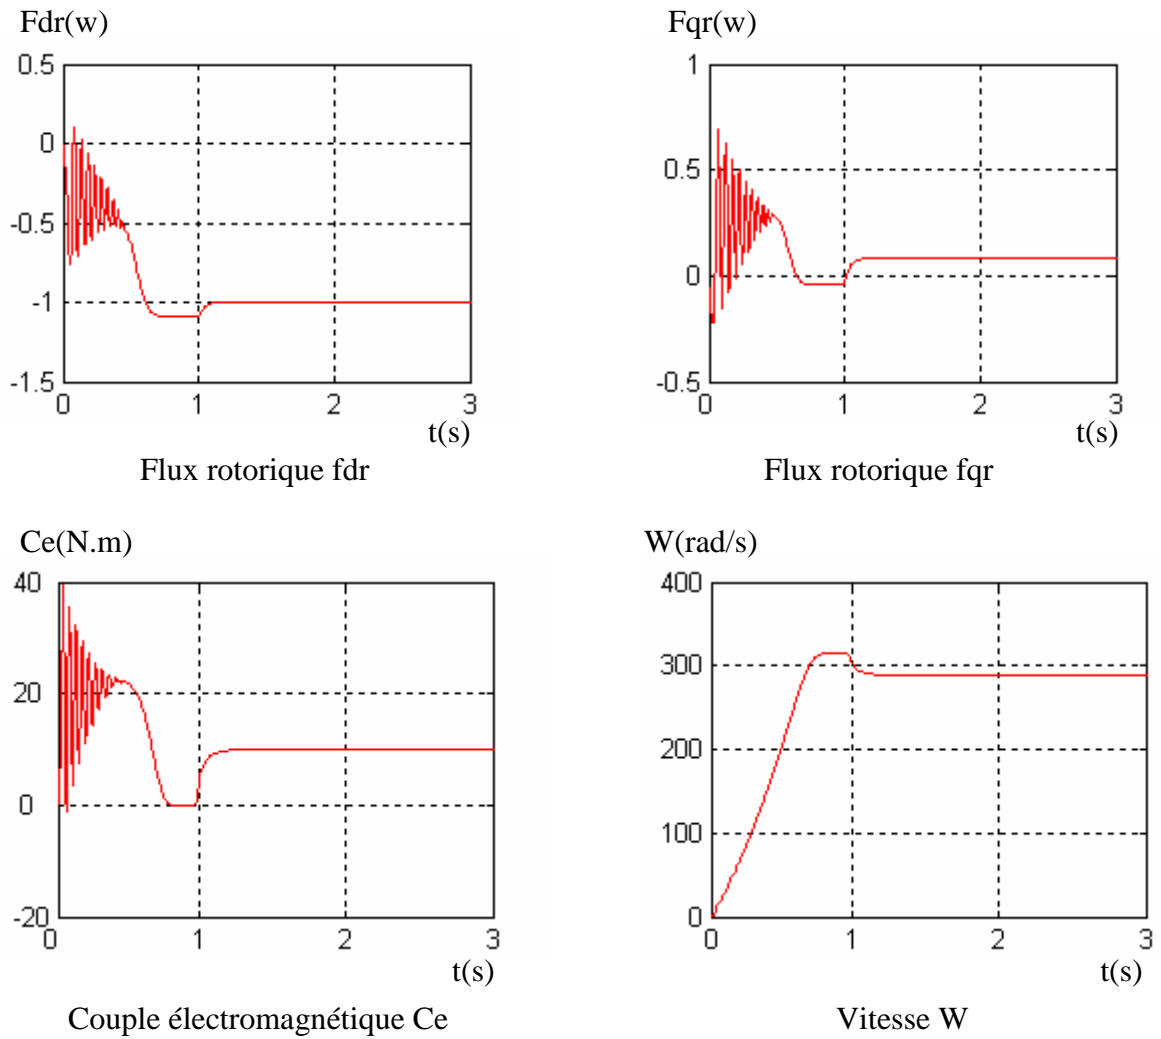 Fdr(w)
0.5
0
-0.5
-1
-1.5
0 1 2 3
t(s)
Flux rotorique fdr
Fqr(w)
1
0.5
0
-0.5
0 1 2 3
t(s)
Flux rotorique fqr
Ce(N.m)
40
20
0
-20
0 1 2 3
t(s)
Couple électromagnétique Ce
W(rad/s)
400
300
200
100
0
0 1 2 3
t(s)
Vitesse W